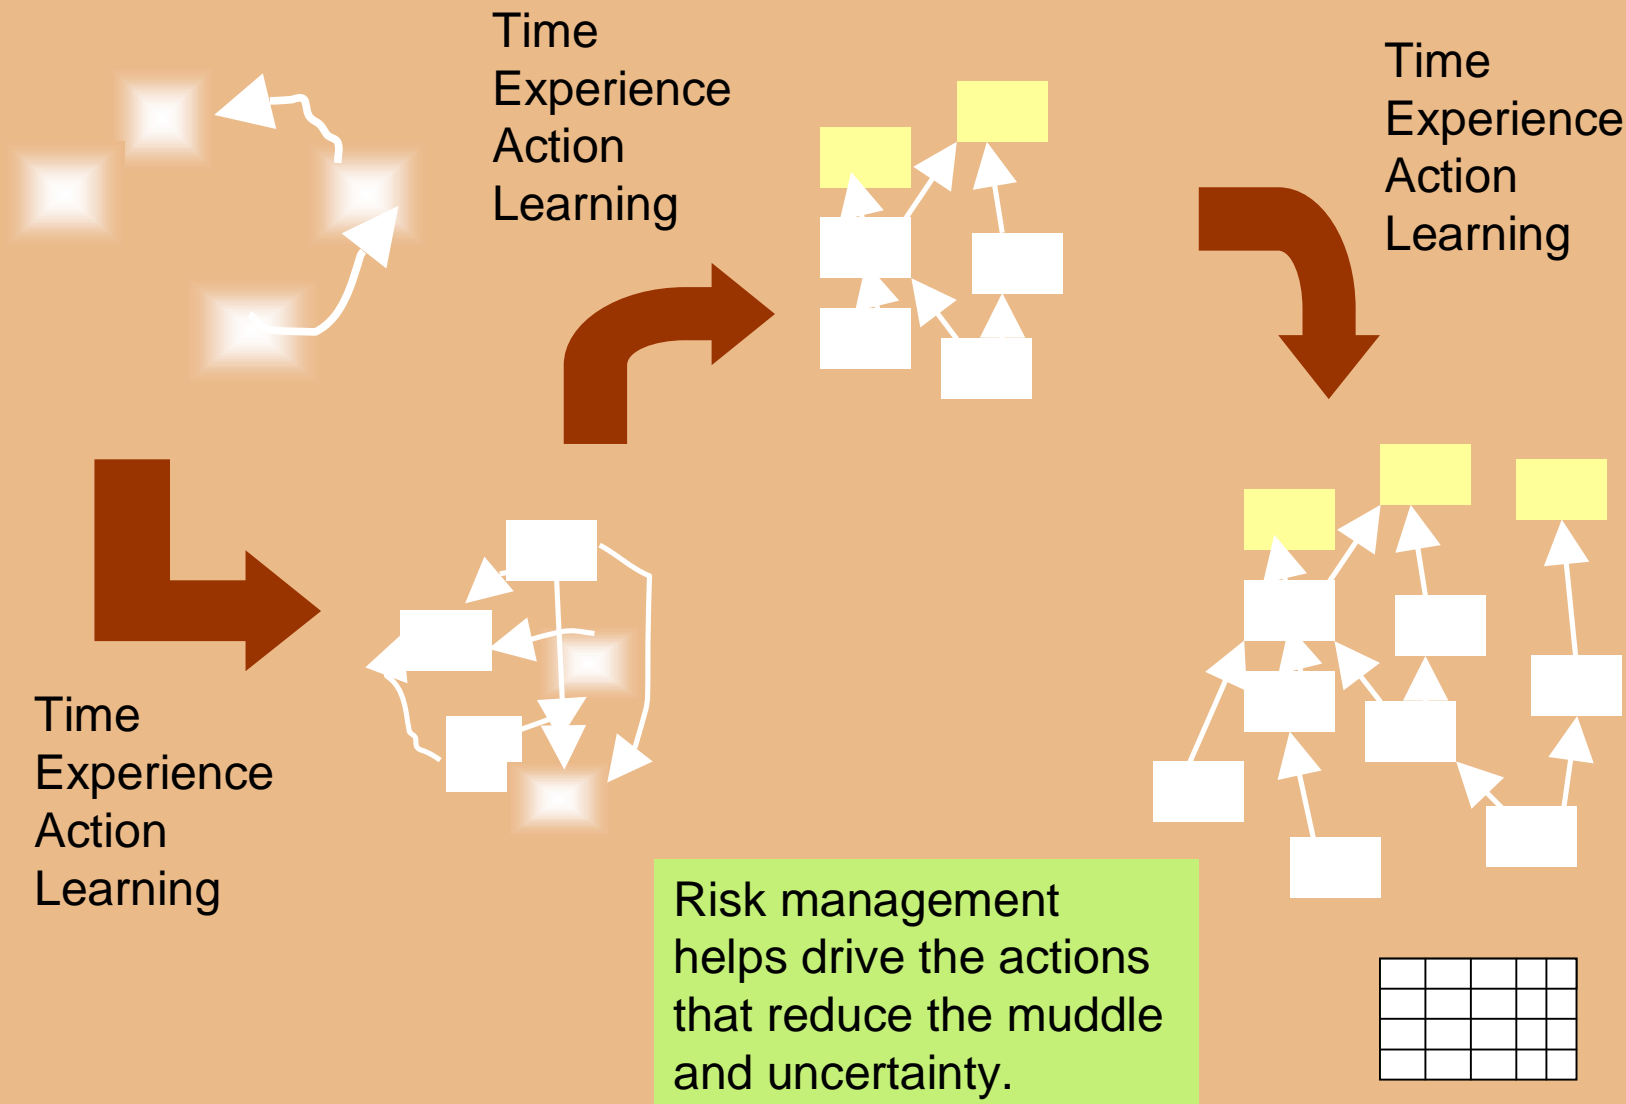 Time
Experience
Action
Learning
Time
Experience
Action
Learning
Time
Experience
Action
Learning
Risk management
helps drive the actions
that reduce the muddle
and uncertainty.